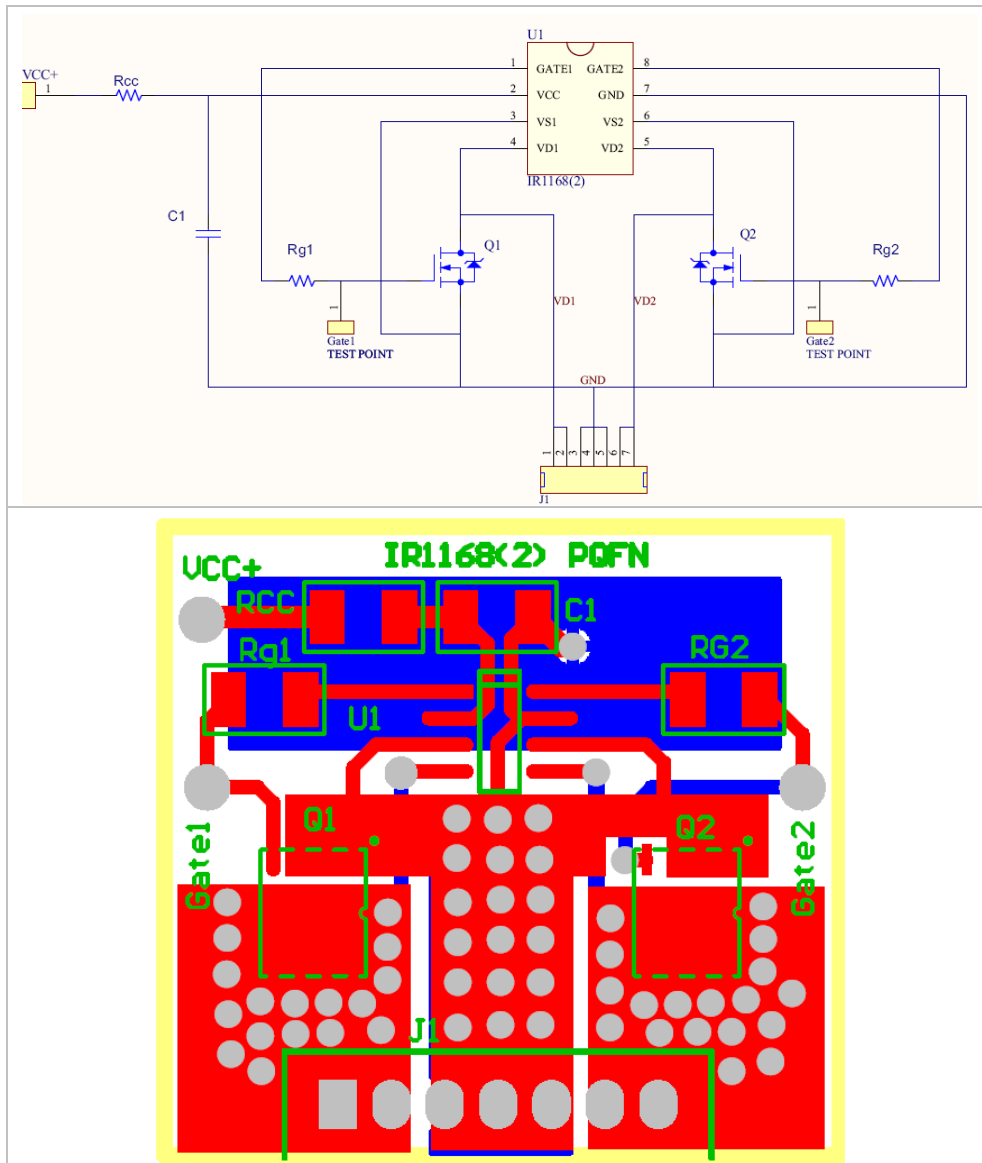 U1
VCC+
1
Rcc
1 GATE1 GATE2 8
2 VCC GND 7
3 VS1 VS2 6
4 VD1 VD2 5
IR1168(2)
C1
Rg1
Q1
Q2
Rg2
1
1
VD1
VD2
Gate1
TEST POINT
Gate2
TEST POINT
GND
1 2 3 4 5 6 7
J1
IR1168(2) PQFN
VCC+
RCC
C1
Rg1
RG2
U1
Q1
Q2
Gate1
Gate2
J1